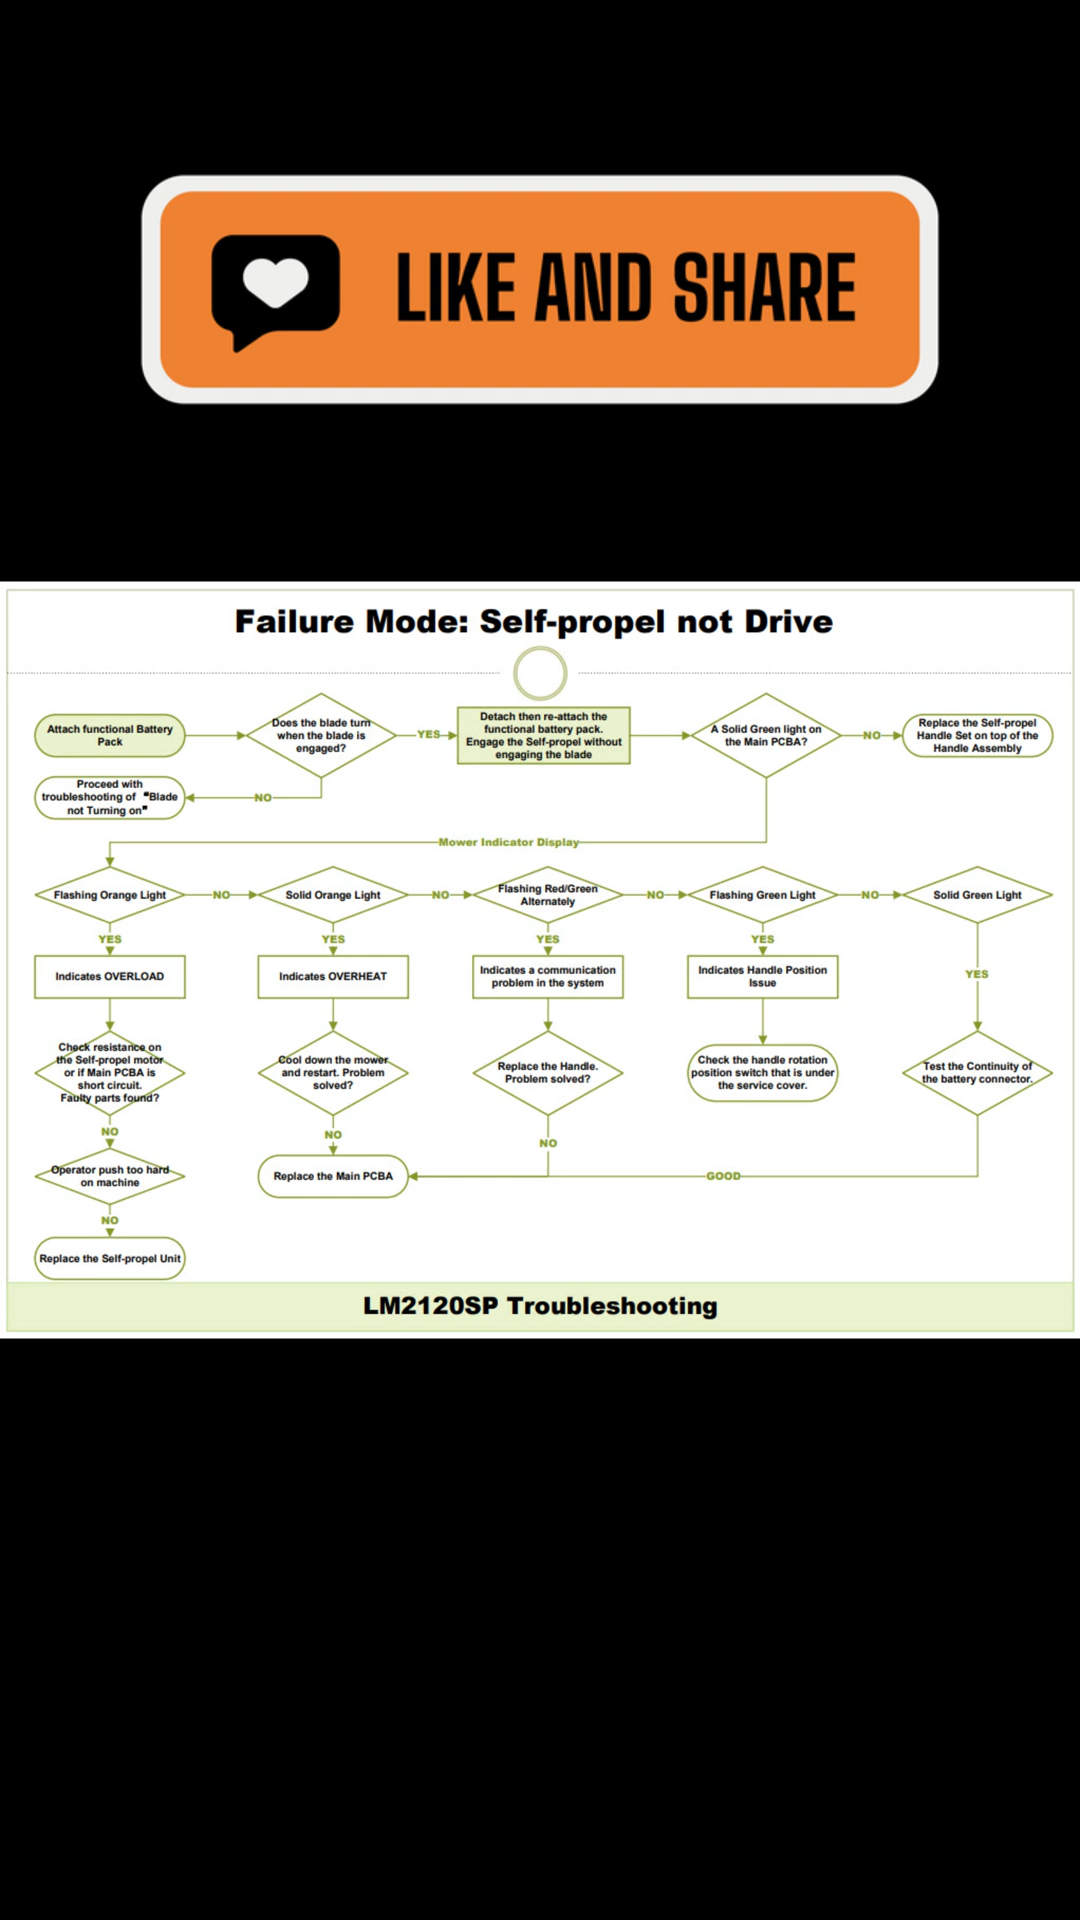 LIKE AND SHARE
Failure Mode: Self-propel not Drive
Attach functional Battery
Pack
Does the blade turn
when the blade is
engaged?
YES
Detach then re-attach the
functional battery pack.
Engage the Self-propel without
engaging the blade
A Solid Green light on
the Main PCBA?
NO
Replace the Self-propel
Handle Set on top of the
Handle Assembly
Proceed with
troubleshooting of “Blade
not Turning on”
NO
Mower Indicator Display
Flashing Orange Light
NO
Solid Orange Light
NO
Flashing Red/Green
Alternately
NO
Flashing Green Light
NO
Solid Green Light
YES
YES
YES
YES
YES
Indicates OVERLOAD
Indicates OVERHEAT
Indicates a communication
problem in the system
Indicates Handle Position
Issue
Check resistance on
the Self-propel motor
or if Main PCBA is
short circuit.
Faulty parts found?
Cool down the mower
and restart. Problem
solved?
Replace the Handle.
Problem solved?
Check the handle rotation
position switch that is under
the service cover.
Test the Continuity of
the battery connector.
NO
NO
NO
Operator push too hard
on machine
Replace the Main PCBA
GOOD
NO
Replace the Self-propel Unit
LM2120SP Troubleshooting